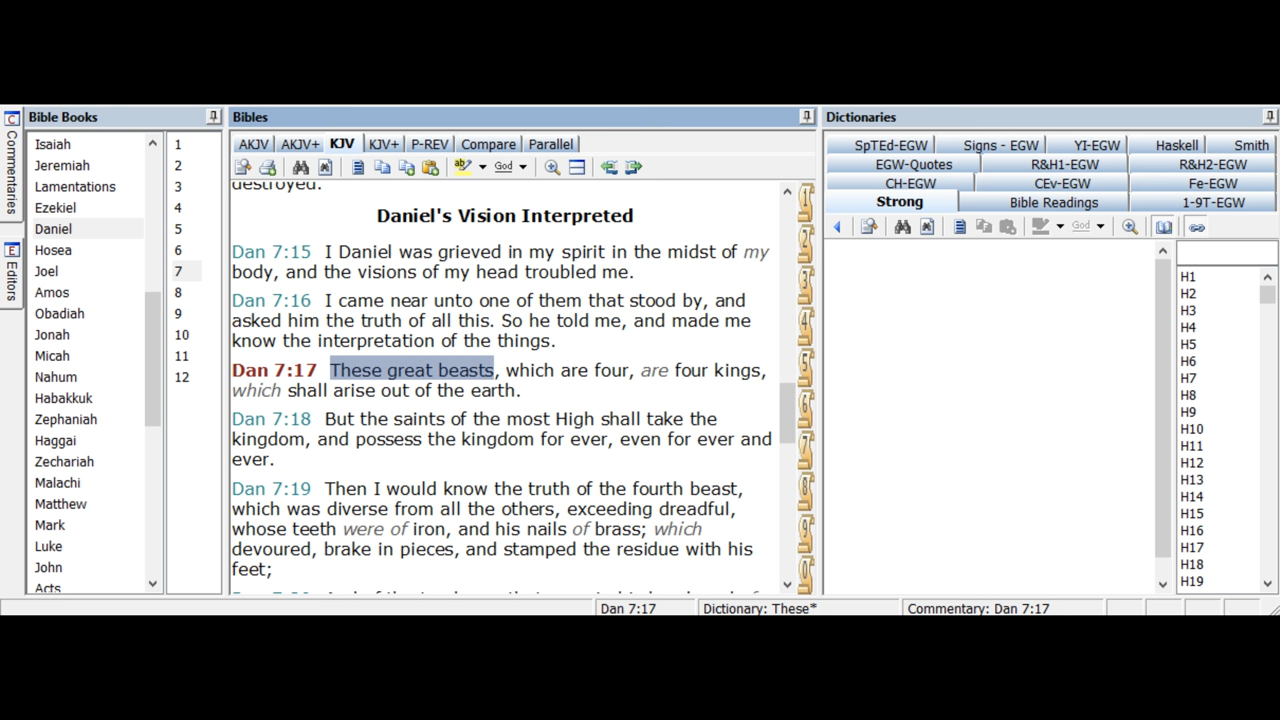 Bible Books
Bibles
Dictionaries
Commentaries
Editors
Isaiah
Jeremiah
Lamentations
Ezekiel
Daniel
Hosea
Joel
Amos
Obadiah
Jonah
Micah
Nahum
Habakkuk
Zephaniah
Haggai
Zechariah
Malachi
Matthew
Mark
Luke
John
Acts
1
2
3
4
5
6
7
8
9
10
11
12
AKJV AKJV+ KJV KJV+ P-REV Compare Parallel
God
destroyed.
Daniel's Vision Interpreted
Dan 7:15 I Daniel was grieved in my spirit in the midst of my
body, and the visions of my head troubled me.
Dan 7:16 I came near unto one of them that stood by, and
asked him the truth of all this. So he told me, and made me
know the interpretation of the things.
Dan 7:17 These great beasts, which are four, are four kings,
which shall arise out of the earth.
Dan 7:18 But the saints of the most High shall take the
kingdom, and possess the kingdom for ever, even for ever and
ever.
Dan 7:19 Then I would know the truth of the fourth beast,
which was diverse from all the others, exceeding dreadful,
whose teeth were of iron, and his nails of brass; which
devoured, brake in pieces, and stamped the residue with his
feet;
1
2
3
4
5
6
7
8
9
0
SpTEd-EGW Signs - EGW YI-EGW Haskell Smith
EGW-Quotes R&H1-EGW R&H2-EGW
CH-EGW CEv-EGW Fe-EGW
Strong Bible Readings 1-9T-EGW
God
H1
H2
H3
H4
H5
H6
H7
H8
H9
H10
H11
H12
H13
H14
H15
H16
H17
H18
H19
Dan 7:17 Dictionary: These* Commentary: Dan 7:17